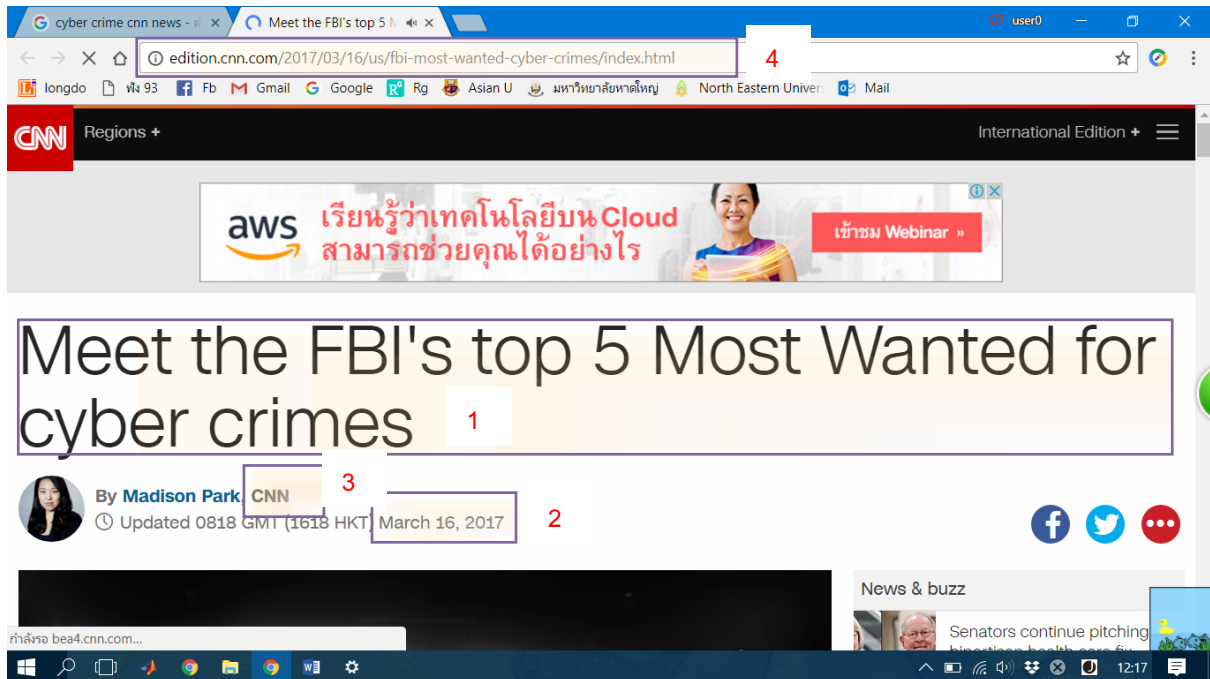 cyber crime cnn news - ค
Meet the FBI's top 5 M
user0
edition.cnn.com/2017/03/16/us/fbi-most-wanted-cyber-crimes/index.html
4
longdo ฟง 93 Fb Gmail Google Rg Asian U มหาวิทยาลัยหาดใหญ่ North Eastern Univer Mail
CNN Regions + International Edition +
aws เรียนรู้ว่าเทคโนโลยีบน Cloud
สามารถช่วยคุณได้อย่างไร
เข้าชม Webinar »
Meet the FBI's top 5 Most Wanted for
cyber crimes
1
By Madison Park, CNN
3
Updated 0818 GMT (1618 HKT) March 16, 2017
2
News & buzz
Senators continue pitching
bipartisan health care fix
กำลังรอ bea4.cnn.com...
12:17